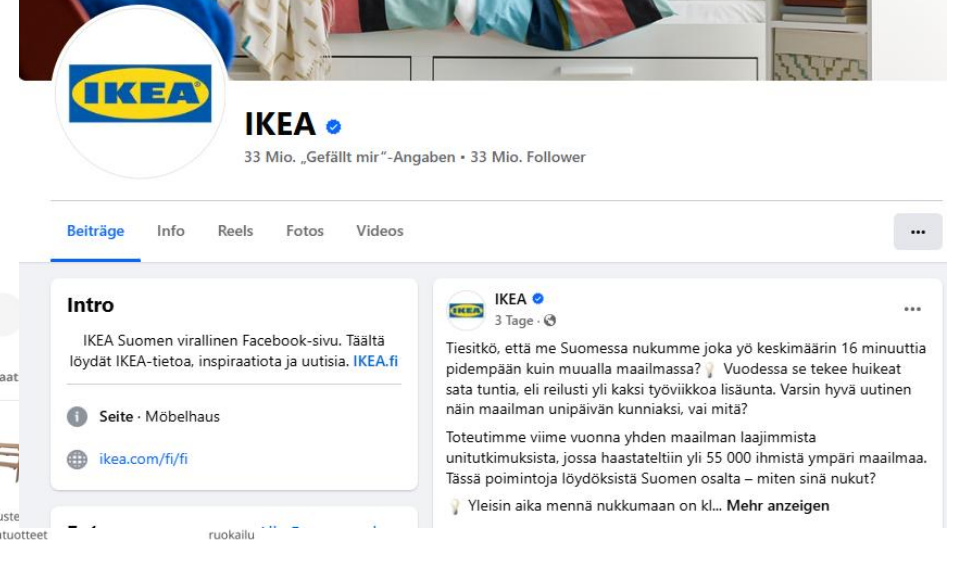 IKEA
IKEA
33 Mio. „Gefällt mir“-Angaben • 33 Mio. Follower
Beiträge Info Reels Fotos Videos
Intro
IKEA Suomen virallinen Facebook-sivu. Täältä
löydät IKEA-tietoa, inspiraatiota ja uutisia. IKEA.fi
Seite · Möbelhaus
ikea.com/fi/fi
IKEA
IKEA
3 Tage ·
Tiesitkö, että me Suomessa nukumme joka yö keskimäärin 16 minuuttia
pidempään kuin muualla maailmassa? Vuodessa se tekee huikeat
sata tuntia, eli reilusti yli kaksi työviikkoa lisäunta. Varsin hyvä uutinen
näin maailman unipäivän kunniaksi, vai mitä?
Toteutimme viime vuonna yhden maailman laajimmista
unitutkimuksista, jossa haastateltiin yli 55 000 ihmistä ympäri maailmaa.
Tässä poimintoja löydöksistä Suomen osalta – miten sinä nukut?
Yleisin aika mennä nukkumaan on kl... Mehr anzeigen
ruokailu